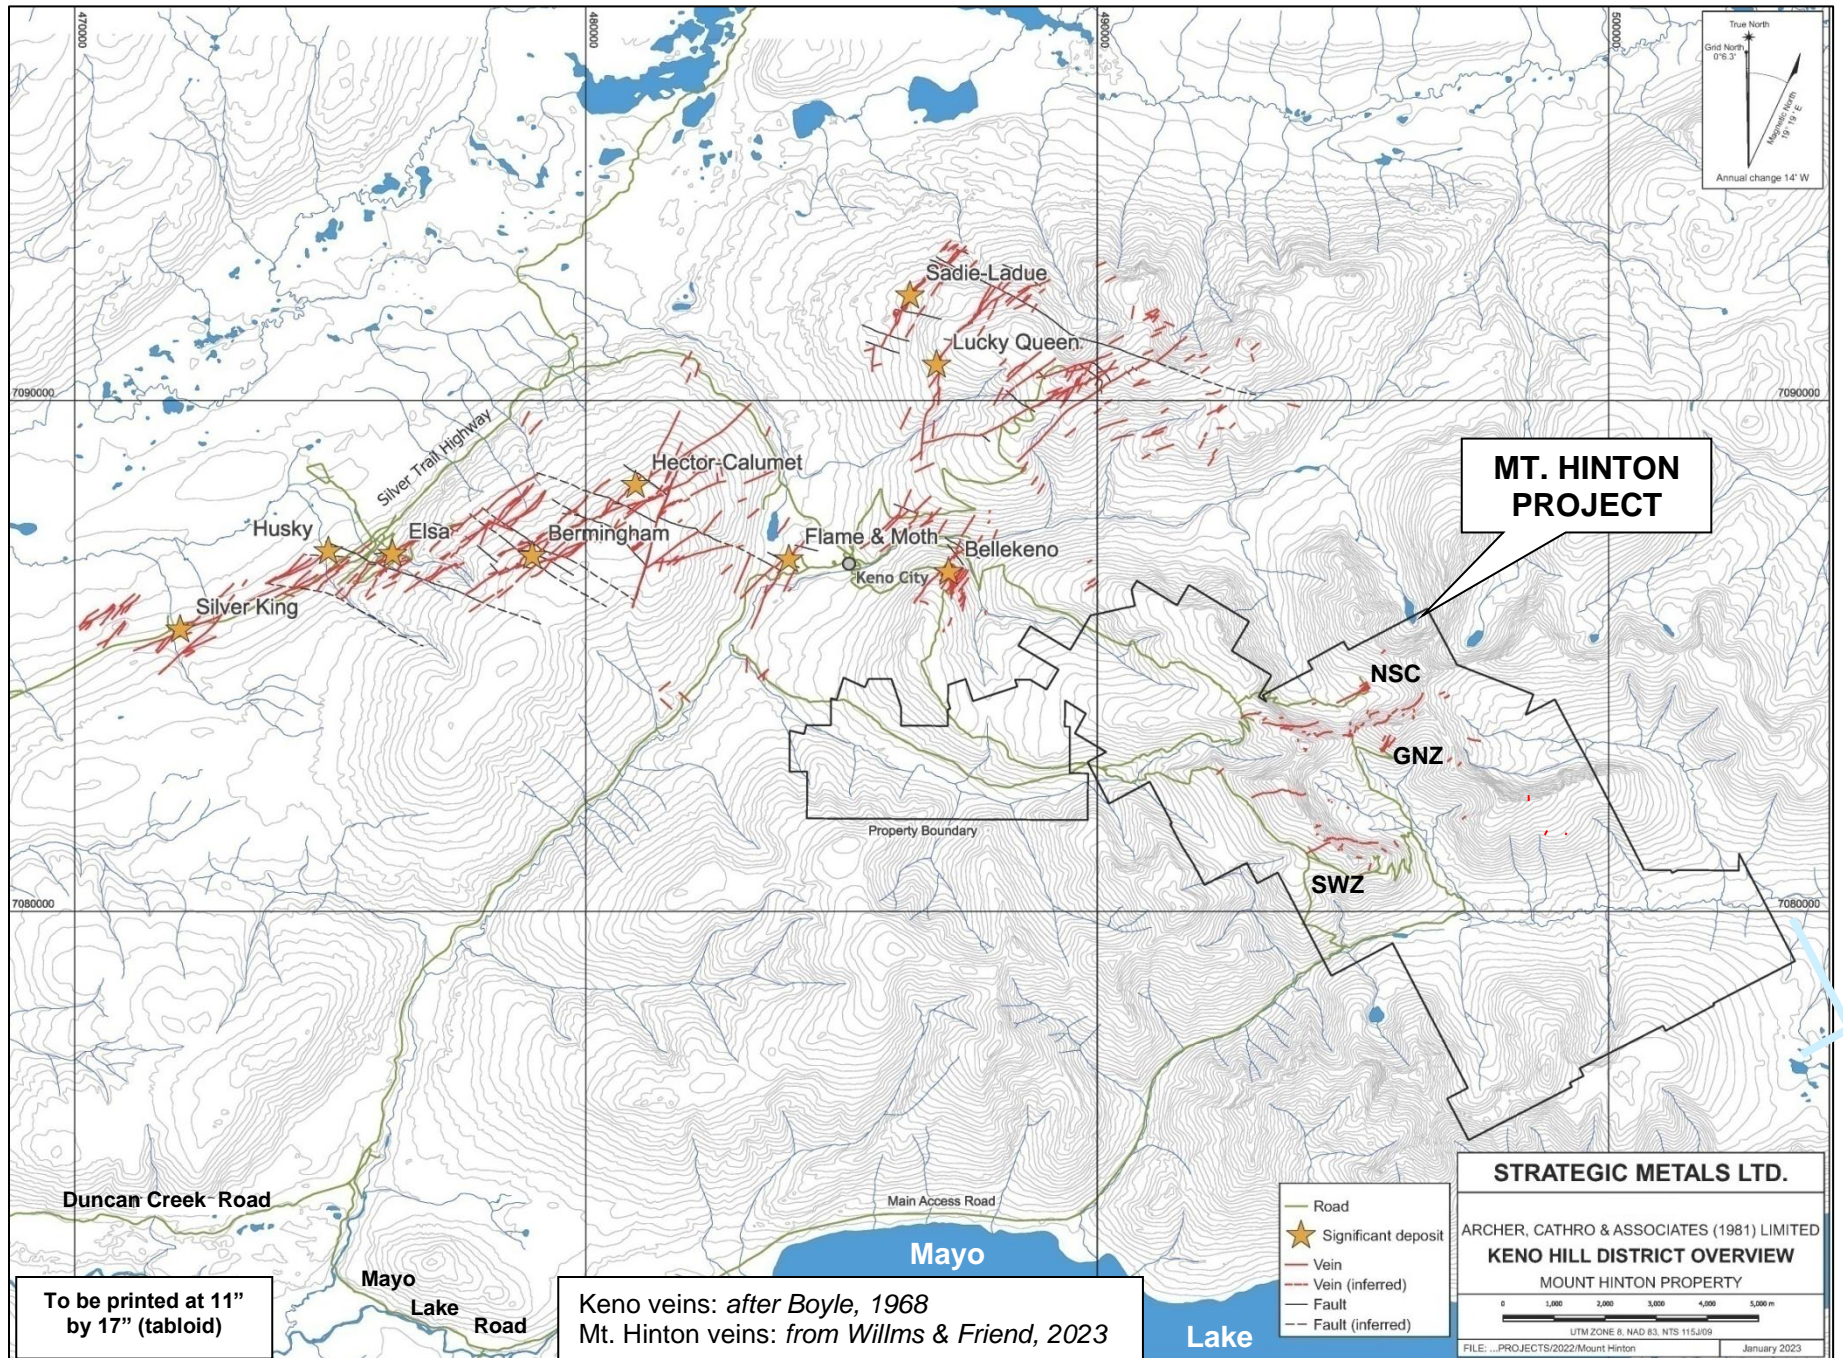 470000
480000
490000
500000
True North
Grid North
0°6.3'
Magnetic North
19° 19' E
Annual change 14' W
Sadie-Ladue
Lucky Queen
7090000
7090000
Silver Trail Highway
Hector-Calumet
MT. HINTON
PROJECT
Husky
Elsa
Bermingham
Flame & Moth
Bellekeno
Keno City
Silver King
NSC
GNZ
Property Boundary
SWZ
7080000
7080000
Duncan Creek Road
Main Access Road
Mayo
Lake
Mayo
Lake
Road
To be printed at 11”
by 17” (tabloid)
Keno veins: after Boyle, 1968
Mt. Hinton veins: from Willms & Friend, 2023
Road
Significant deposit
Vein
Vein (inferred)
Fault
Fault (inferred)
STRATEGIC METALS LTD.
ARCHER, CATHRO & ASSOCIATES (1981) LIMITED
KENO HILL DISTRICT OVERVIEW
MOUNT HINTON PROPERTY
0 1,000 2,000 3,000 4,000 5,000 m
UTM ZONE 8, NAD 83, NTS 115J/09
FILE: ...PROJECTS/2022/Mount Hinton
January 2023